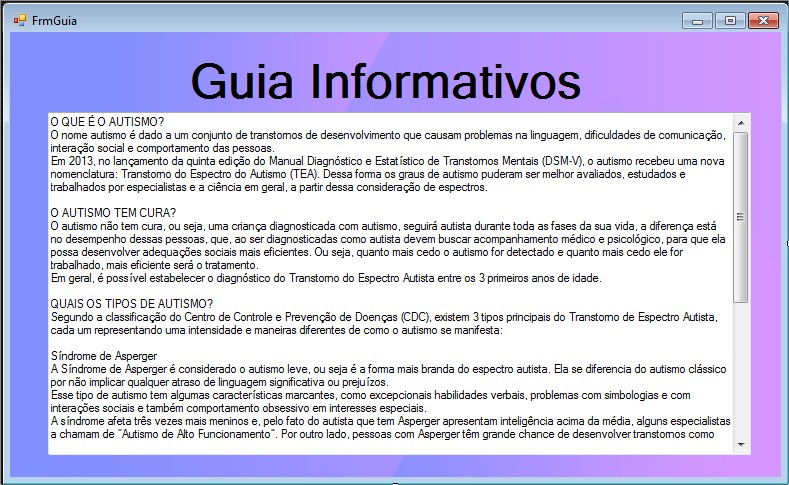 FrmGuia
Guia Informativos
O QUE É O AUTISMO?
O nome autismo é dado a um conjunto de transtornos de desenvolvimento que causam problemas na linguagem, dificuldades de comunicação,
interação social e comportamento das pessoas.
Em 2013, no lançamento da quinta edição do Manual Diagnóstico e Estatístico de Transtornos Mentais (DSM-V), o autismo recebeu uma nova
nomenclatura: Transtorno do Espectro do Autismo (TEA). Dessa forma os graus de autismo puderam ser melhor avaliados, estudados e
trabalhados por especialistas e a ciência em geral, a partir dessa consideração de espectros.
O AUTISMO TEM CURA?
O autismo não tem cura, ou seja, uma criança diagnosticada com autismo, seguirá autista durante toda as fases da sua vida, a diferença está
no desempenho dessas pessoas, que, ao ser diagnosticadas como autista devem buscar acompanhamento médico e psicológico, para que ela
possa desenvolver adequações sociais mais eficientes. Ou seja, quanto mais cedo o autismo for detectado e quanto mais cedo ele for
trabalhado, mais eficiente será o tratamento.
Em geral, é possível estabelecer o diagnóstico do Transtorno do Espectro Autista entre os 3 primeiros anos de idade.
QUAIS OS TIPOS DE AUTISMO?
Segundo a classificação do Centro de Controle e Prevenção de Doenças (CDC), existem 3 tipos principais do Transtorno de Espectro Autista,
cada um representando uma intensidade e maneiras diferentes de como o autismo se manifesta:
Síndrome de Asperger
A Síndrome de Asperger é considerado o autismo leve, ou seja é a forma mais branda do espectro autista. Ela se diferencia do autismo clássico
por não implicar qualquer atraso de linguagem significativa ou prejuízos.
Esse tipo de autismo tem algumas características marcantes, como excepcionais habilidades verbais, problemas com simbologias e com
interações sociais e também comportamento obsessivo em interesses especiais.
A síndrome afeta três vezes mais meninos e, pelo fato do autista que tem Asperger apresentam inteligência acima da média, alguns especialistas
a chamam de “Autismo de Alto Funcionamento”. Por outro lado, pessoas com Asperger têm grande chance de desenvolver transtornos como